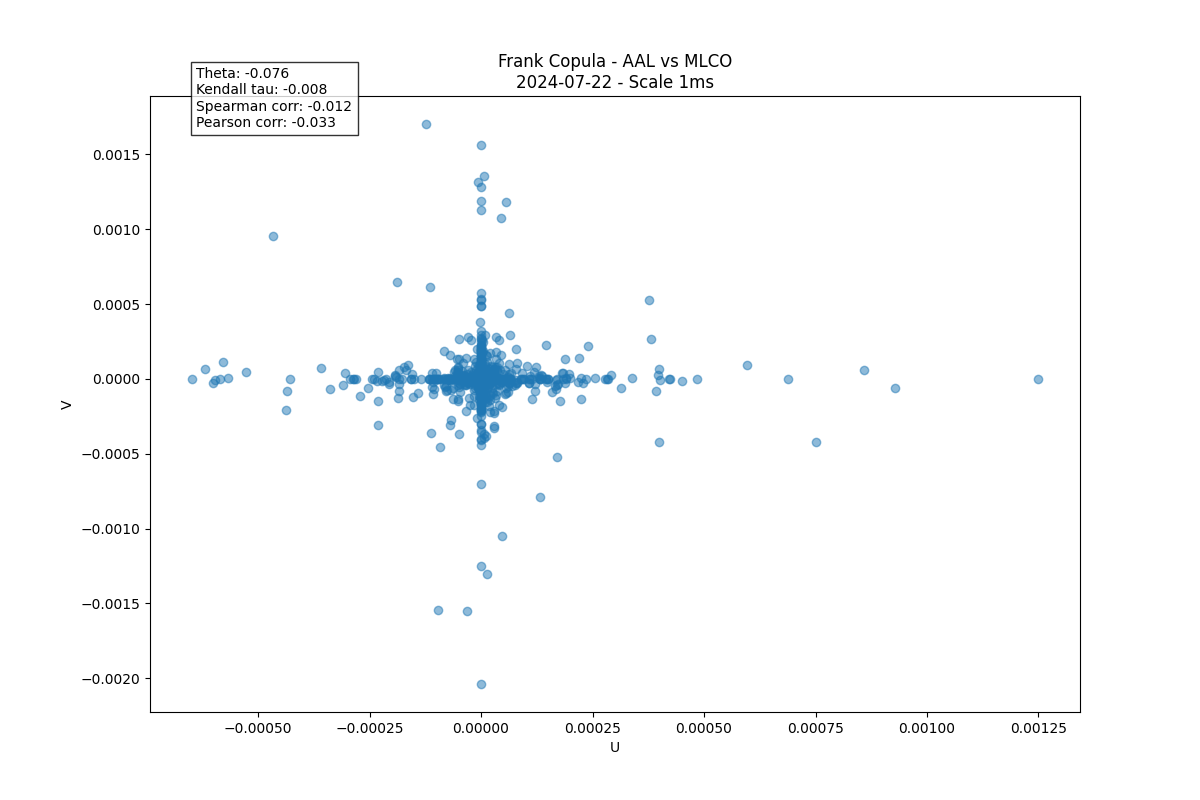 Frank Copula - AAL vs MLCO
2024-07-22 - Scale 1ms
Theta: -0.076
Kendall tau: -0.008
Spearman corr: -0.012
Pearson corr: -0.033
0.0015
0.0010
0.0005
0.0000
−0.0005
−0.0010
−0.0015
−0.0020
V
−0.00050 −0.00025 0.00000 0.00025 0.00050 0.00075 0.00100 0.00125
U